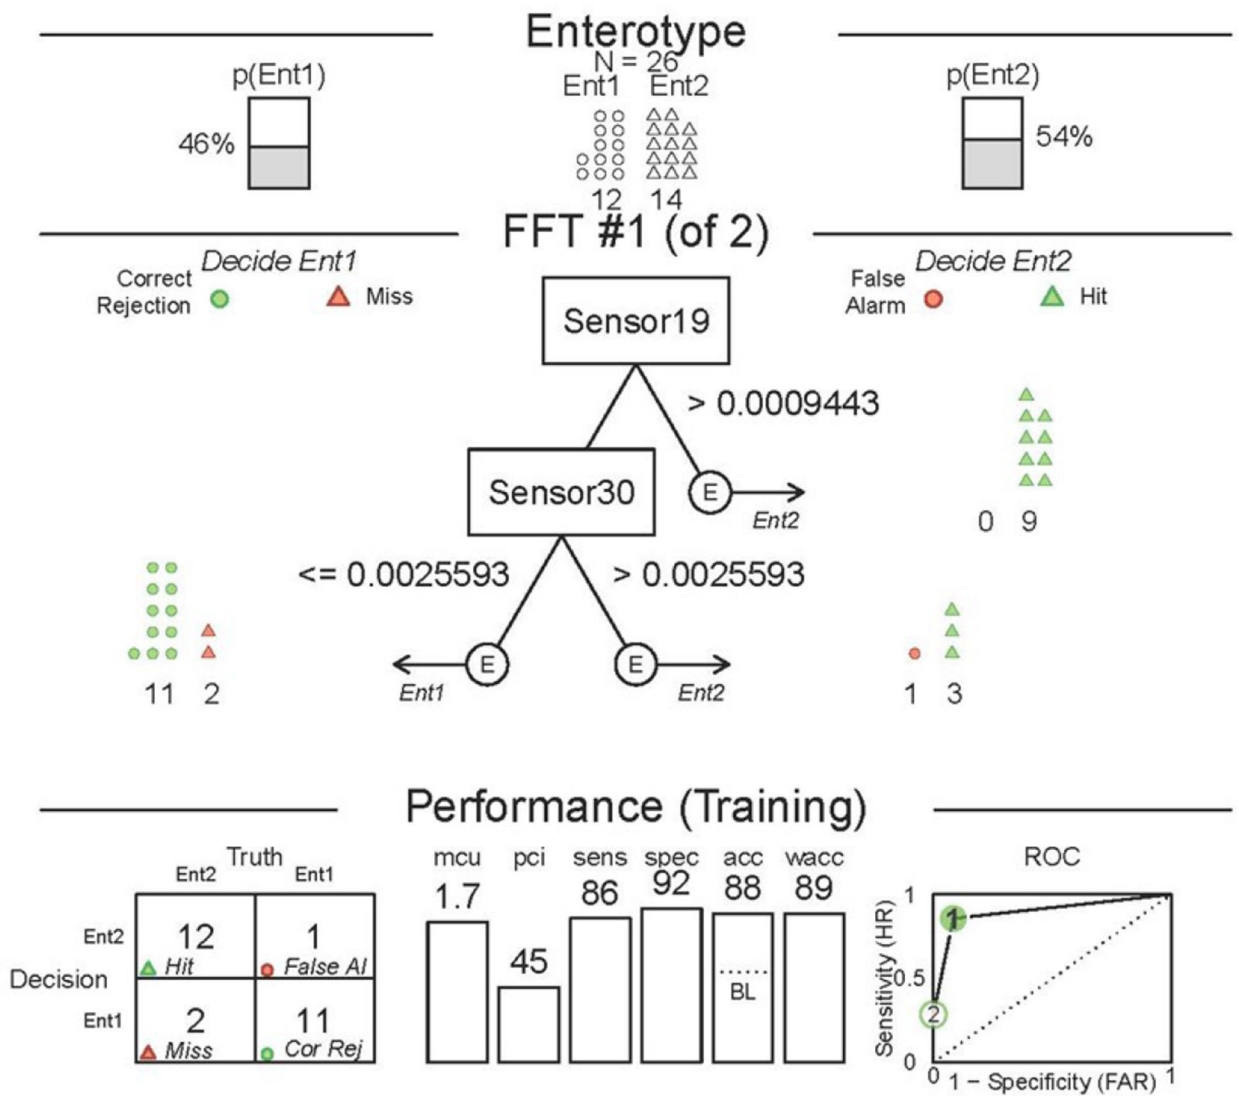 Enterotype
N = 26
p(Ent1)
Ent1 Ent2
p(Ent2)
46%
54%
12 14
FFT #1 (of 2)
Decide Ent1
Correct Rejection
Miss
Decide Ent2
False Alarm
Hit
Sensor19
> 0.0009443
Sensor30
E
Ent2
0 9
<= 0.0025593
> 0.0025593
11 2
E
Ent1
E
Ent2
1 3
Performance (Training)
Truth
Ent2 Ent1
Decision
Ent2
12
Hit
1
False Al
Ent1
2
Miss
11
Cor Rej
mcu pci sens spec acc wacc
1.7 45 86 92 88 89
BL
ROC
Sensitivity (HR)
1
0.5
0
1
2
0 1
1 − Specificity (FAR)